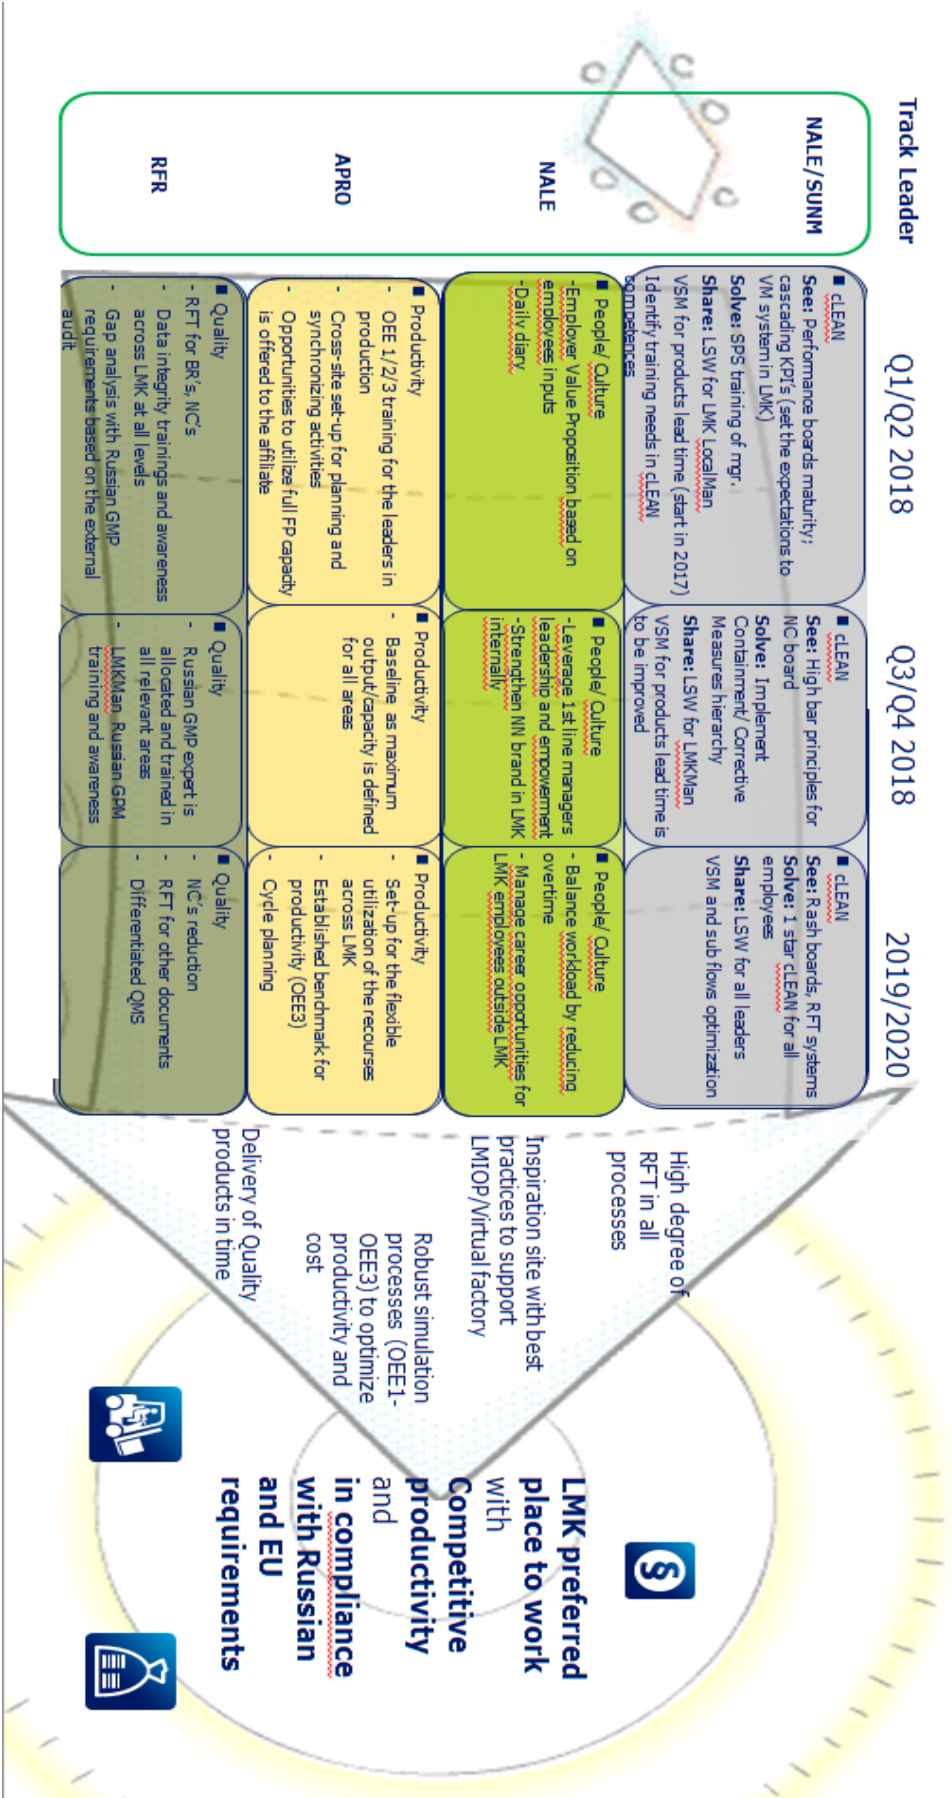 Track Leader
Q1/Q2 2018
Q3/Q4 2018
2019/2020
NALE/SUNM
■ cLEAN
See: Performance boards maturity;
cascading KPI's (set the expectations to
VM system in LMK)
Solve: SPS training of mgr.
Share: LSW for LMK LocalMan
VSM for products lead time (start in 2017)
Identify training needs in cLEAN
competences
■ cLEAN
See: High bar principles for
NC board
Solve: Implement
Containment/ Corrective
Measures hierarchy
Share: LSW for LMKMan
VSM for products lead time is
to be improved
■ cLEAN
See: Rash boards, RFT systems
Solve: 1 star cLEAN for all
employees
Share: LSW for all leaders
VSM and sub flows optimization
High degree of
RFT in all
processes
NALE
■ People/ Culture
-Employer Value Proposition based on
employees inputs
-Daily diary
■ People/ Culture
-Leverage 1st line managers
leadership and empowerment
-Strengthen NN brand in LMK
internally
■ People/ Culture
- Balance workload by reducing
overtime
- Manage career opportunities for
LMK employees outside LMK
Inspiration site with best
practices to support
LMIOP/Virtual factory
APRO
■ Productivity
- OEE 1/2/3 training for the leaders in
production
- Cross-site set-up for planning and
synchronizing activities
- Opportunities to utilize full FP capacity
is offered to the affiliate
■ Productivity
- Baseline as maximum
output/capacity is defined
for all areas
■ Productivity
- Set-up for the flexible
utilization of the recourses
across LMK
- Established benchmark for
productivity (OEE3)
- Cycle planning
Robust simulation
processes (OEE1-
OEE3) to optimize
productivity and
cost
RFR
■ Quality
- RFT for BR's, NC's
- Data integrity trainings and awareness
across LMK at all levels
- Gap analysis with Russian GMP
requirements based on the external
audit
■ Quality
- Russian GMP expert is
allocated and trained in
all relevant areas
- LMKMan Russian GPM
training and awareness
■ Quality
- NC's reduction
- RFT for other documents
- Differentiated QMS
Delivery of Quality
products in time
LMK preferred
place to work
with
Competitive
productivity
and
in compliance
with Russian
and EU
requirements
§